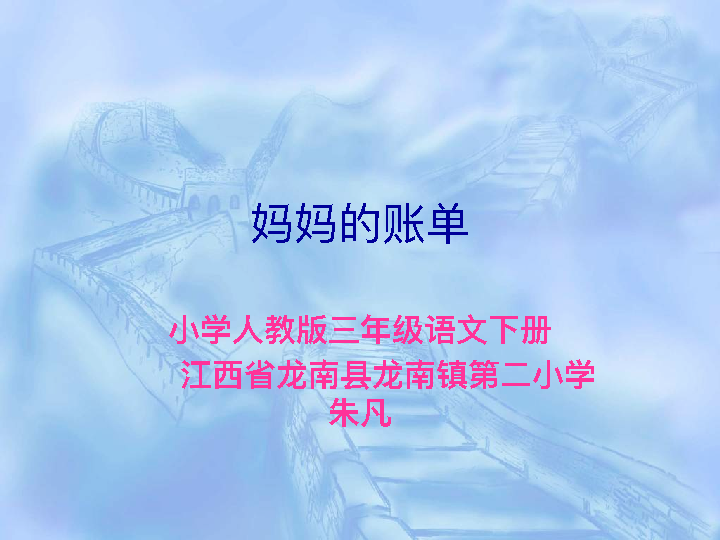 妈妈的账单
小学人教版三年级语文下册
江西省龙南县龙南镇第二小学
朱凡